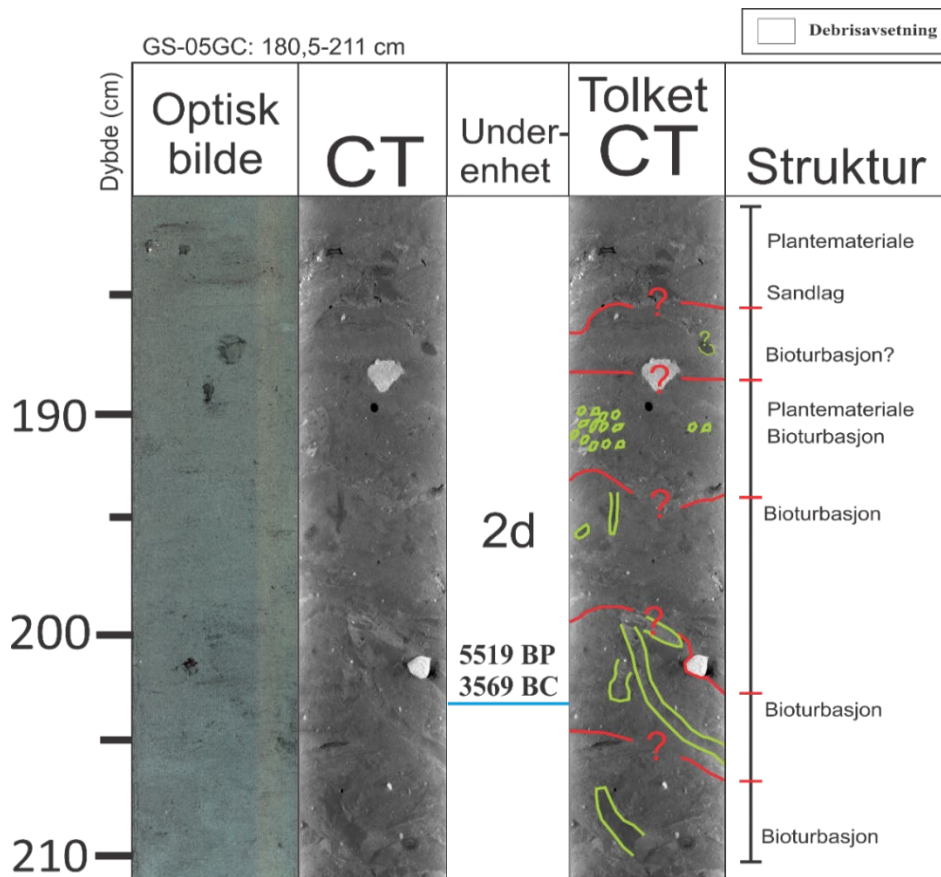 Debrisavsetning
GS-05GC: 180,5-211 cm
Dybde (cm)
Optisk
bilde
CT
Under-
enhet
Tolket
CT
Struktur
Plantemateriale
Sandlag
?
?
Bioturbasjon?
?
190
Plantemateriale
Bioturbasjon
?
Bioturbasjon
2d
200
?
5519 BP
3569 BC
Bioturbasjon
?
Bioturbasjon
210